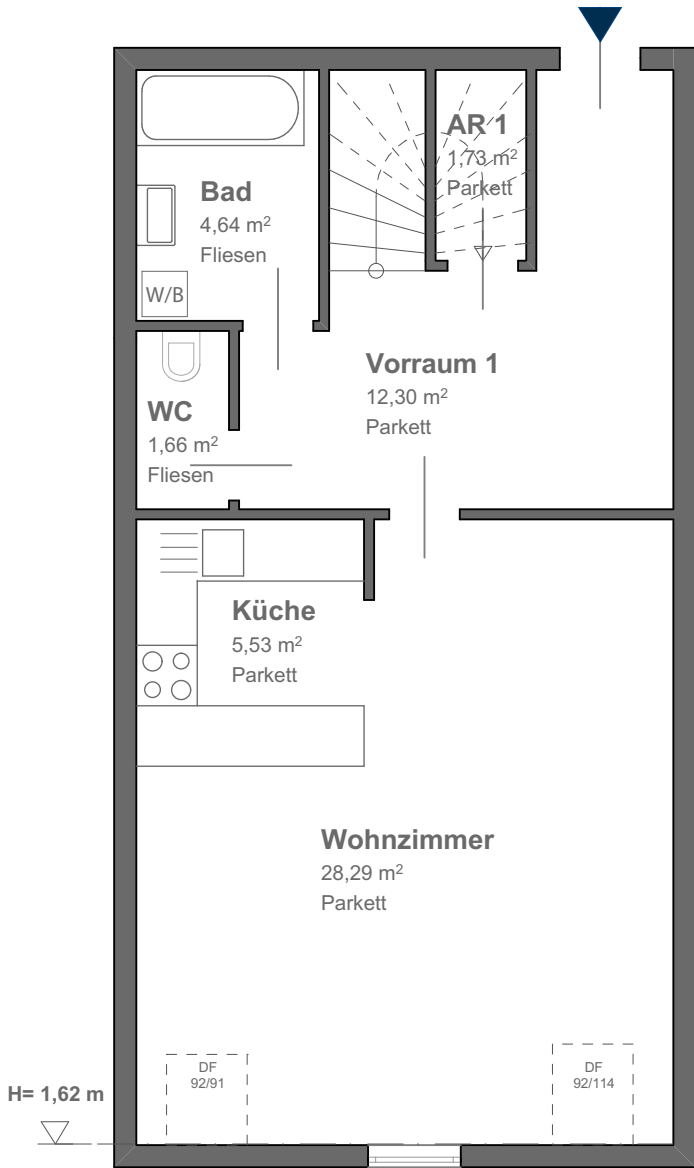 AR 1
1,73 m²
Parkett
Bad
4,64 m²
Fliesen
W/B
Vorraum 1
12,30 m²
Parkett
WC
1,66 m²
Fliesen
Küche
5,53 m²
Parkett
Wohnzimmer
28,29 m²
Parkett
DF
92/91
DF
92/114
H= 1,62 m